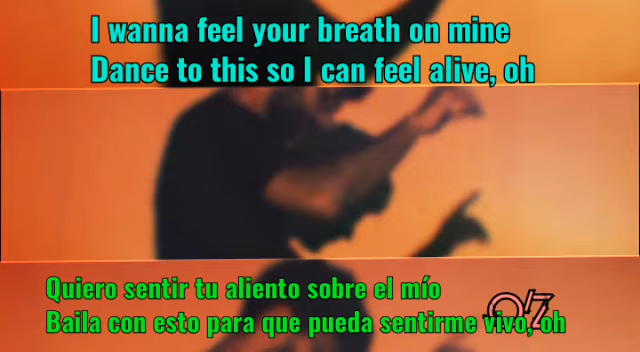 I wanna feel your breath on mine
Dance to this so I can feel alive, oh
Quiero sentir tu aliento sobre el mío
Baila con esto para que pueda sentirme vivo, oh